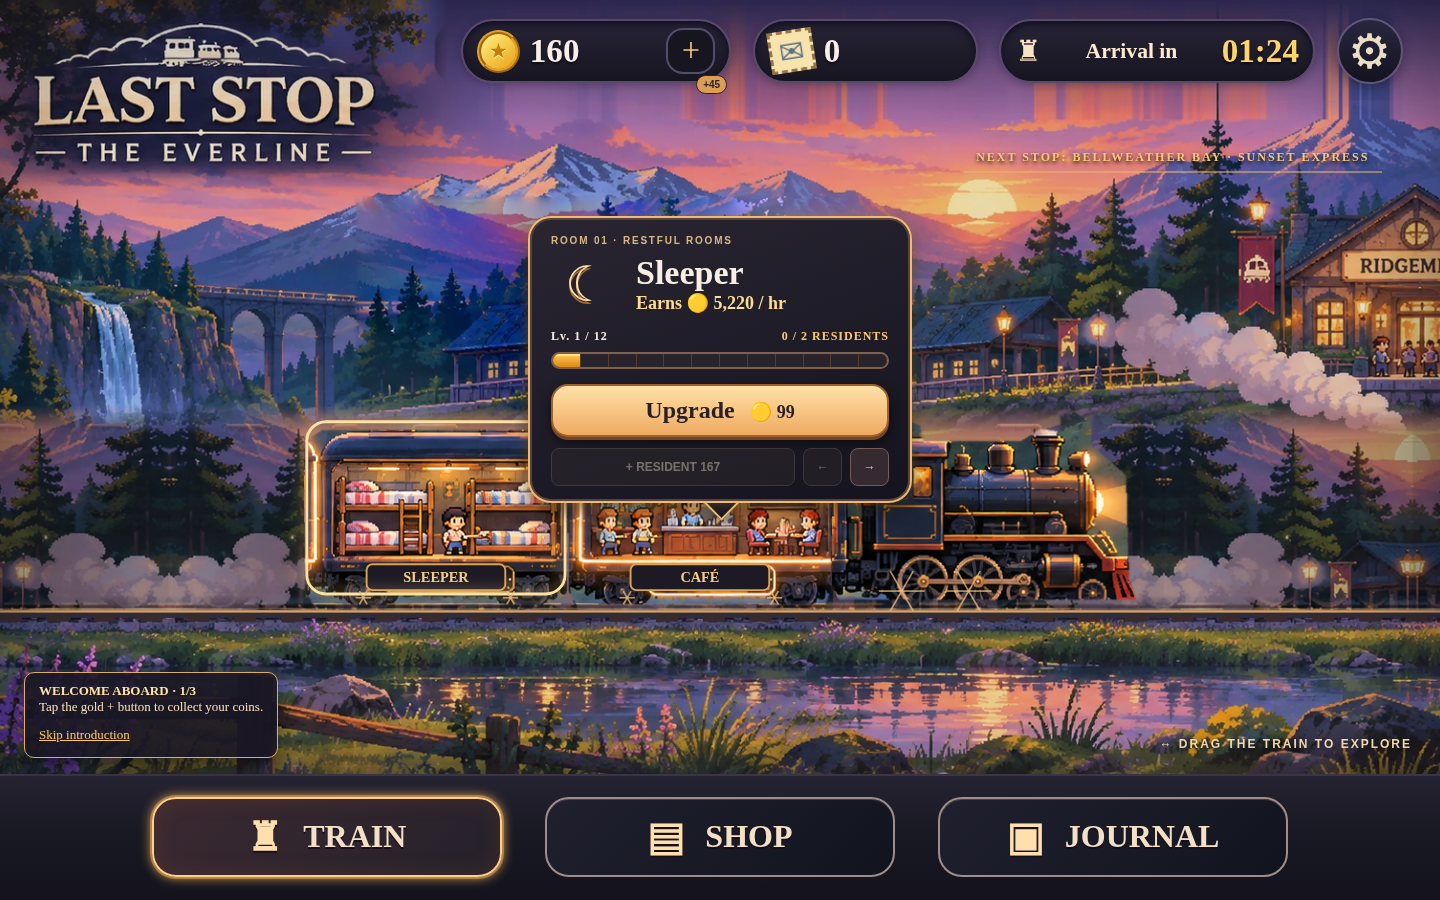 LAST STOP
THE EVERLINE
160
+
+45
0
Arrival in 01:24
NEXT STOP: BELLWEATHER BAY · SUNSET EXPRESS
ROOM 01 · RESTFUL ROOMS
Sleeper
Earns 5,220 / hr
Lv. 1 / 12
0 / 2 RESIDENTS
Upgrade 99
+ RESIDENT 167
←
→
RIDGEM
SLEEPER
CAFÉ
WELCOME ABOARD · 1/3
Tap the gold + button to collect your coins.
Skip introduction
↔ DRAG THE TRAIN TO EXPLORE
TRAIN
SHOP
JOURNAL